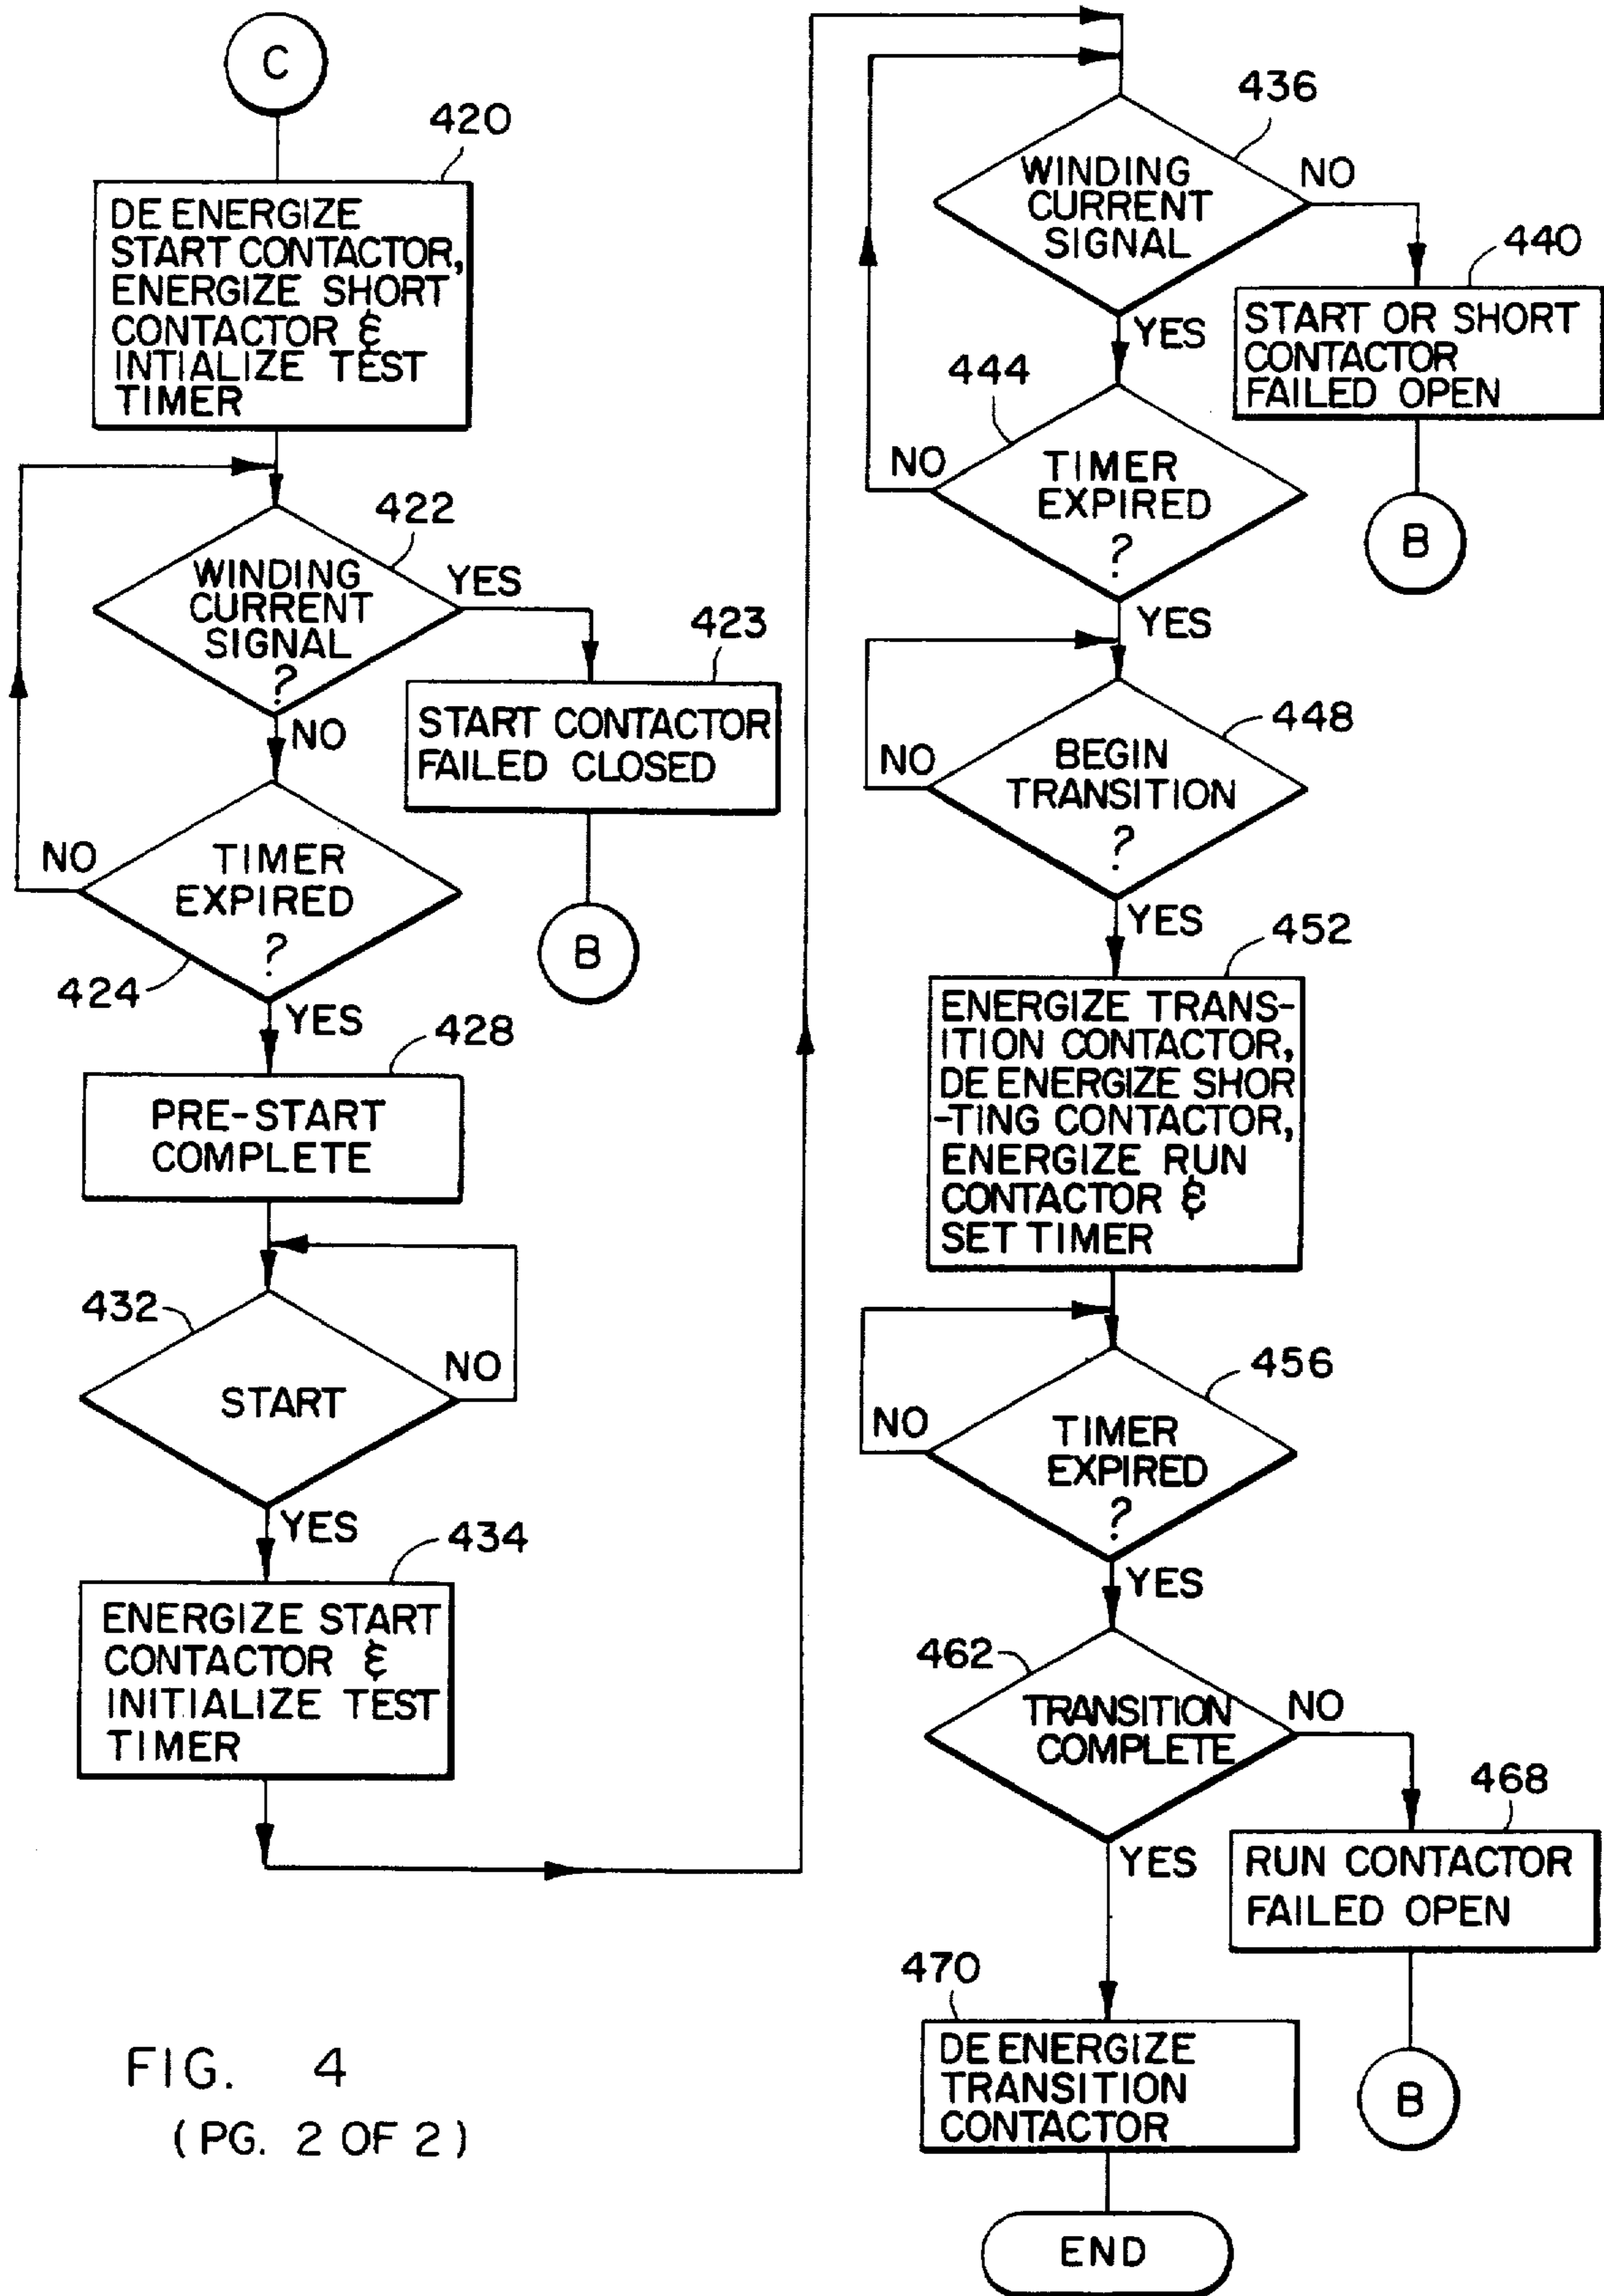 C
420
DE ENERGIZE
START CONTACTOR,
ENERGIZE SHORT
CONTACTOR &
INTIALIZE TEST
TIMER
422
WINDING
CURRENT
SIGNAL
?
YES
423
START CONTACTOR
FAILED CLOSED
B
NO
TIMER
EXPIRED
?
NO
424
YES
428
PRE-START
COMPLETE
432
START
NO
YES
434
ENERGIZE START
CONTACTOR &
INITIALIZE TEST
TIMER
436
WINDING
CURRENT
SIGNAL
NO
440
START OR SHORT
CONTACTOR
FAILED OPEN
B
YES
444
TIMER
EXPIRED
?
NO
YES
448
BEGIN
TRANSITION
?
NO
YES
452
ENERGIZE TRANS-
ITION CONTACTOR,
DE ENERGIZE SHOR
-TING CONTACTOR,
ENERGIZE RUN
CONTACTOR &
SET TIMER
456
TIMER
EXPIRED
?
NO
YES
462
TRANSITION
COMPLETE
NO
468
RUN CONTACTOR
FAILED OPEN
B
YES
470
DE ENERGIZE
TRANSITION
CONTACTOR
END
FIG. 4
(PG. 2 OF 2)